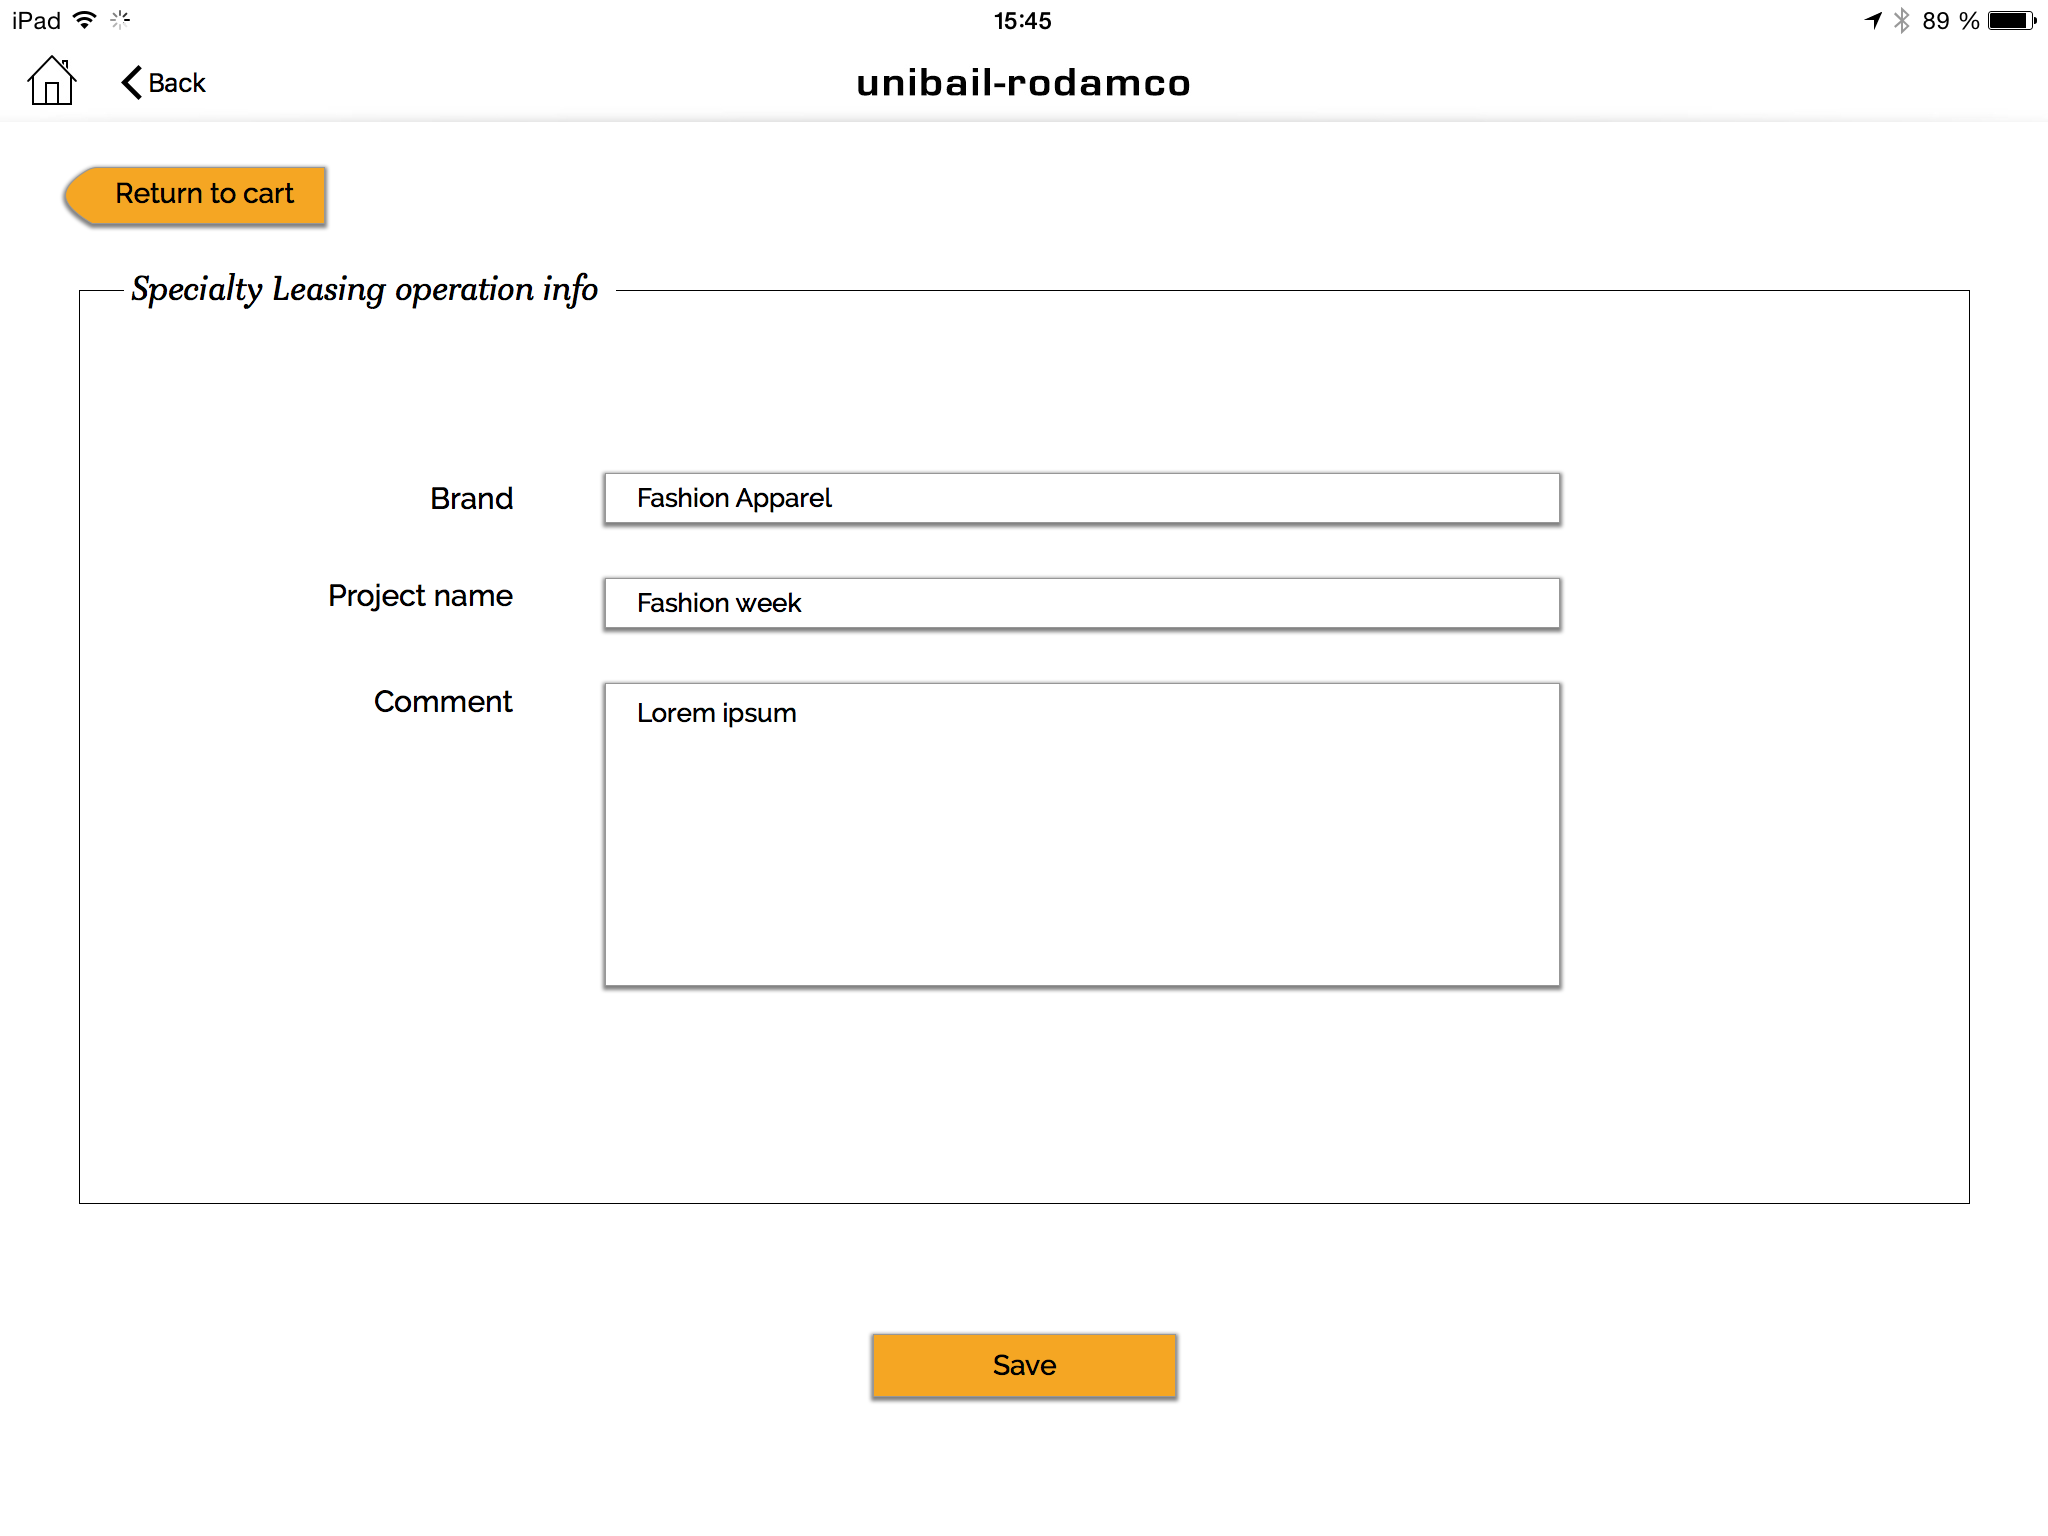 iPad 15:45 89 %
Back unibail-rodamco
Return to cart
Specialty Leasing operation info
Brand Fashion Apparel
Project name Fashion week
Comment Lorem ipsum
Save